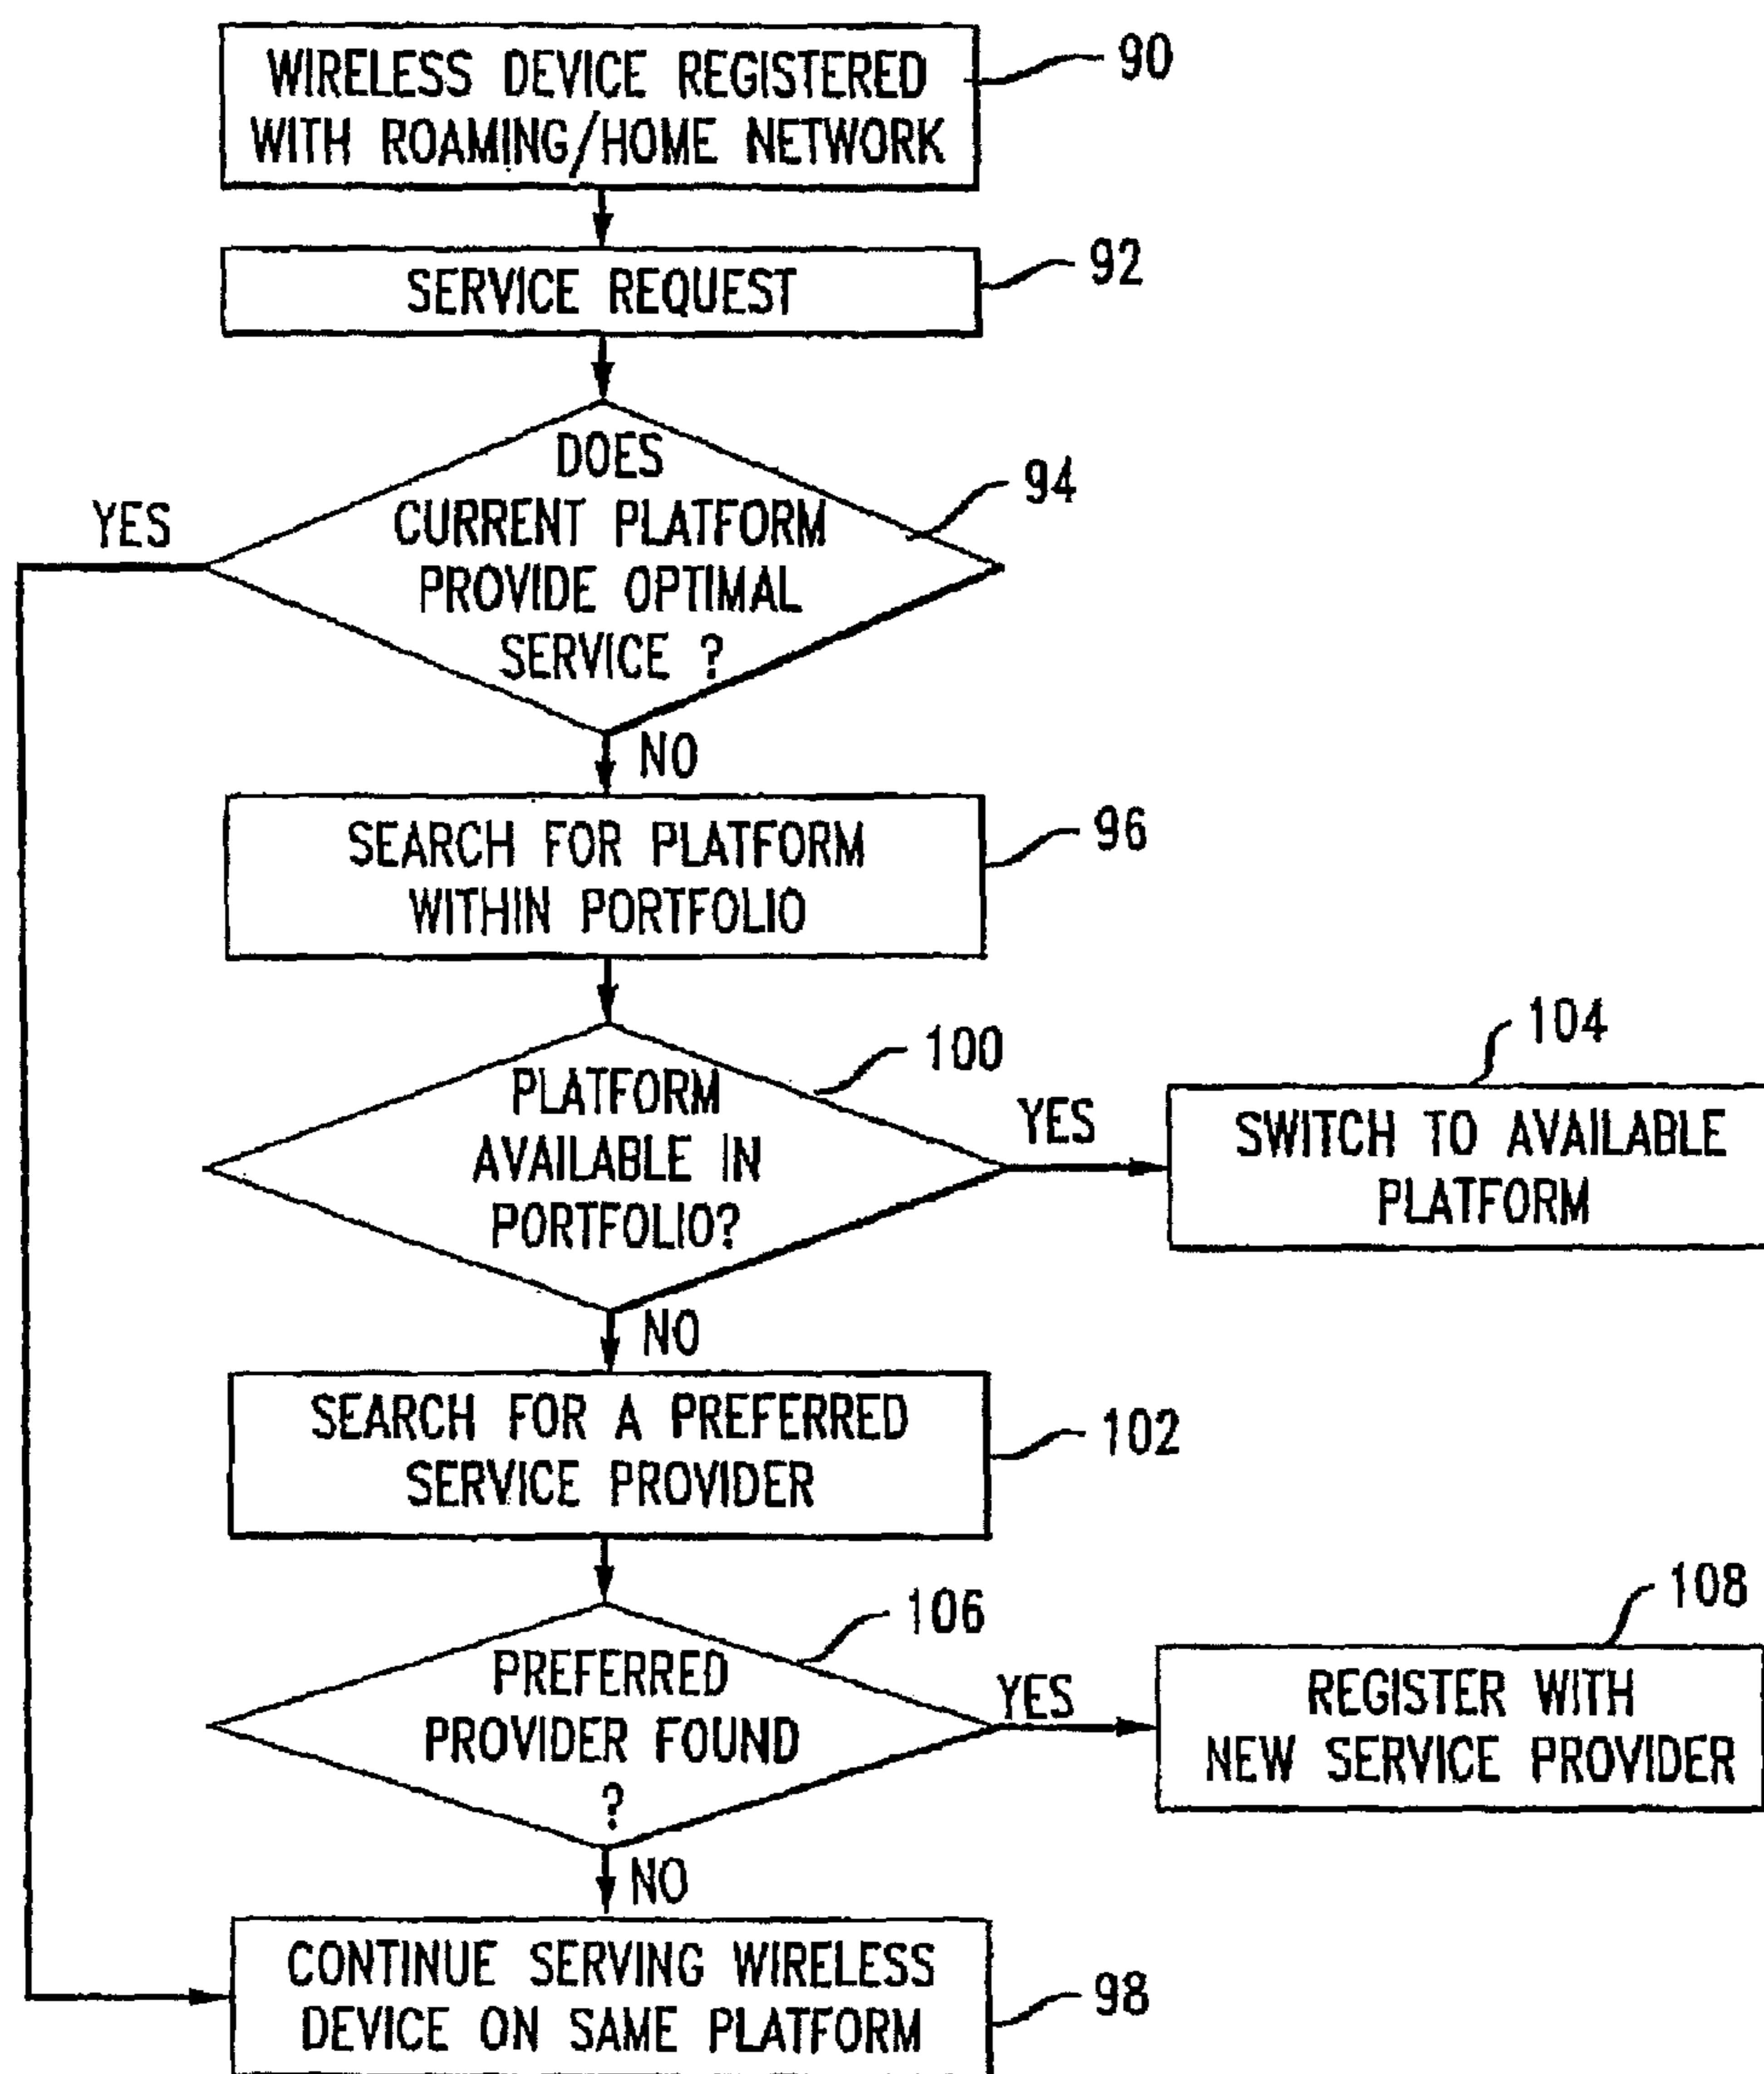 WIRELESS DEVICE REGISTERED
WITH ROAMING/HOME NETWORK
90
SERVICE REQUEST
92
DOES
CURRENT PLATFORM
PROVIDE OPTIMAL
SERVICE ?
94
YES
NO
SEARCH FOR PLATFORM
WITHIN PORTFOLIO
96
PLATFORM
AVAILABLE IN
PORTFOLIO?
100
YES
SWITCH TO AVAILABLE
PLATFORM
104
NO
SEARCH FOR A PREFERRED
SERVICE PROVIDER
102
PREFERRED
PROVIDER FOUND
?
106
YES
REGISTER WITH
NEW SERVICE PROVIDER
108
NO
CONTINUE SERVING WIRELESS
DEVICE ON SAME PLATFORM
98